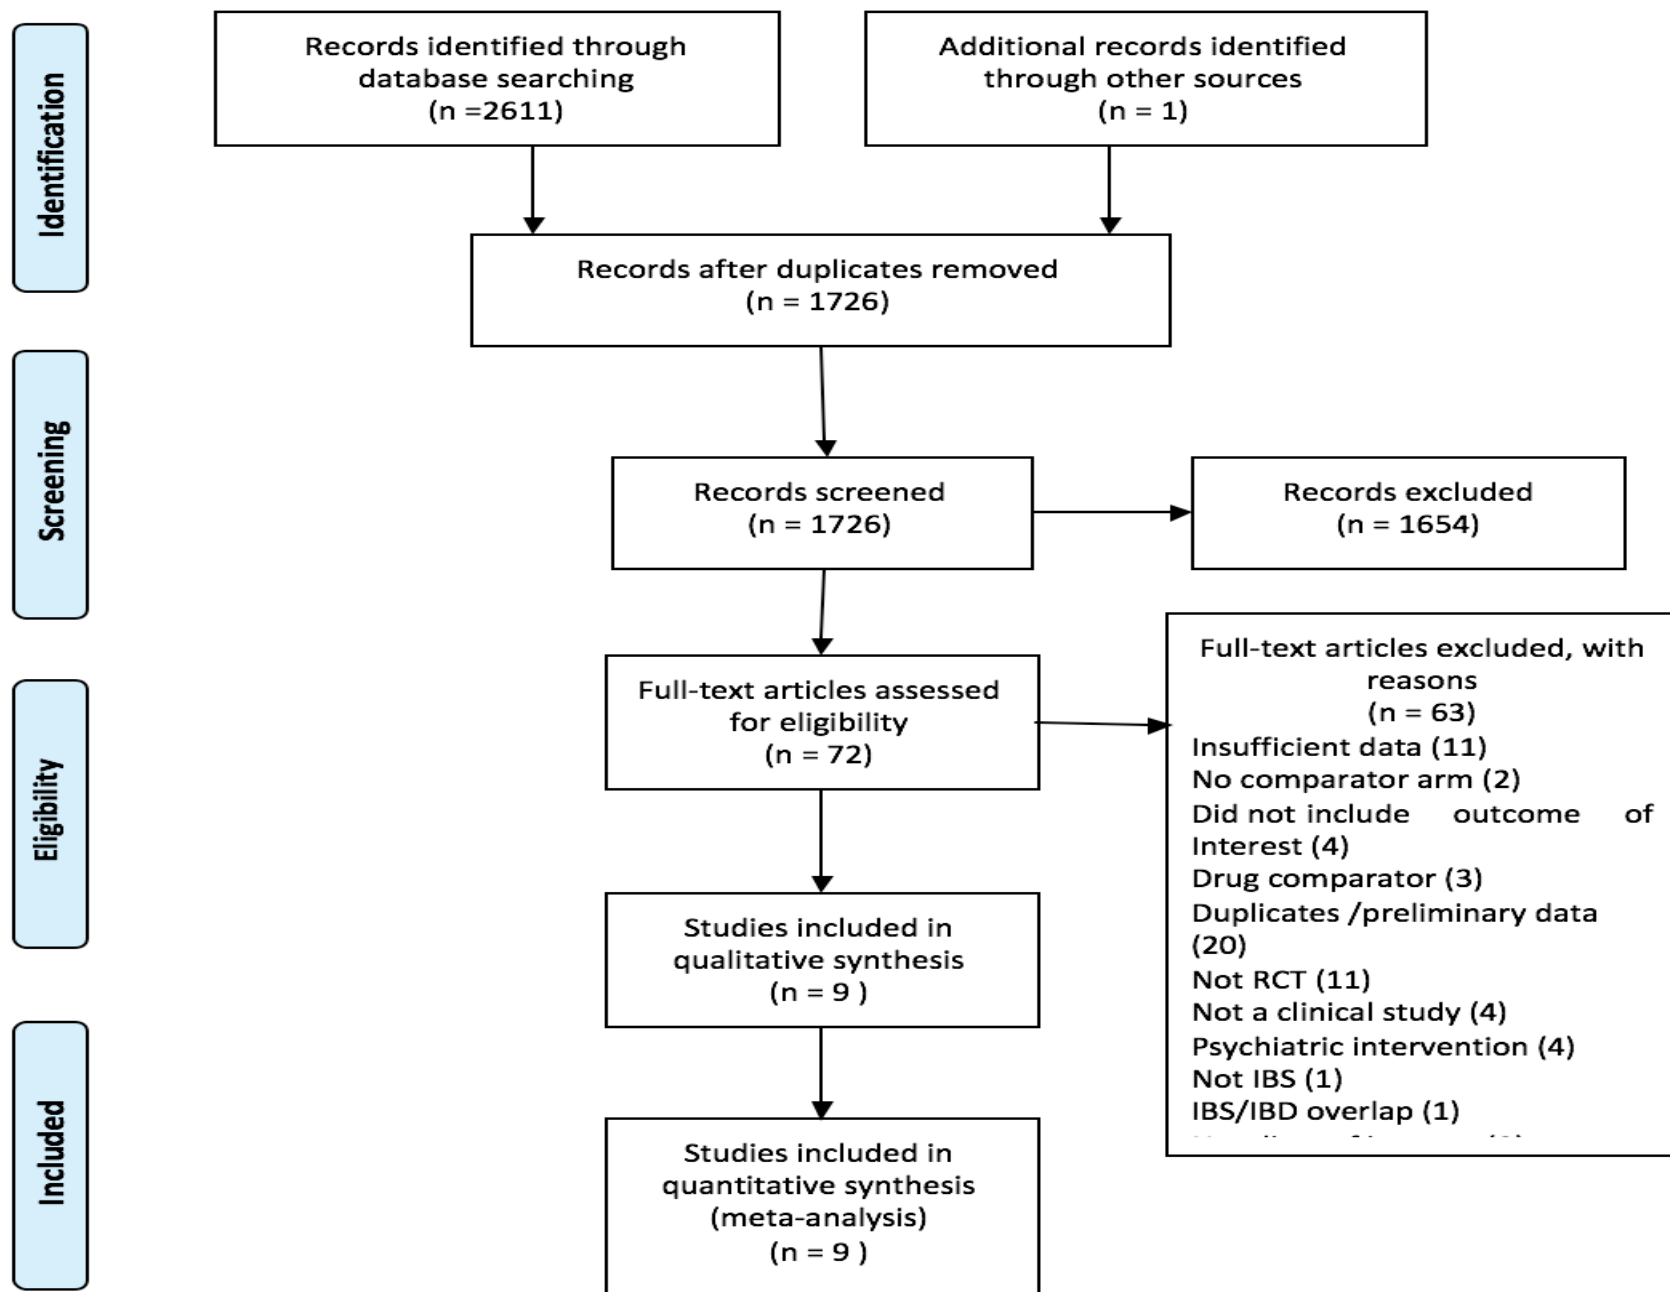 Identification
Records identified through
database searching
(n =2611)
Additional records identified
through other sources
(n = 1)
Records after duplicates removed
(n = 1726)
Screening
Records screened
(n = 1726)
Records excluded
(n = 1654)
Eligibility
Full-text articles assessed
for eligibility
(n = 72)
Full-text articles excluded, with
reasons
(n = 63)
Insufficient data (11)
No comparator arm (2)
Did not include outcome of
Interest (4)
Drug comparator (3)
Duplicates /preliminary data
(20)
Not RCT (11)
Not a clinical study (4)
Psychiatric intervention (4)
Not IBS (1)
IBS/IBD overlap (1)
Studies included in
qualitative synthesis
(n = 9 )
Included
Studies included in
quantitative synthesis
(meta-analysis)
(n = 9 )